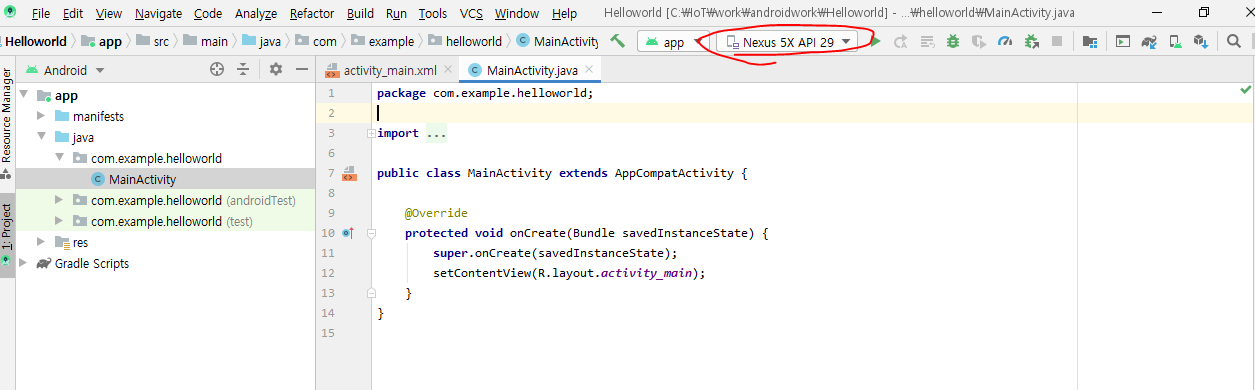 File Edit View Navigate Code Analyze Refactor Build Run Tools VCS Window Help Helloworld [C:₩IoT₩work₩androidwork₩Helloworld] - ...₩helloworld₩MainActivity.java
Helloworld app src main java com example helloworld MainActivity app Nexus 5X API 29
Resource Manager
1: Project
Android
app
manifests
java
com.example.helloworld
MainActivity
com.example.helloworld (androidTest)
com.example.helloworld (test)
res
Gradle Scripts
activity_main.xml MainActivity.java
1 package com.example.helloworld;
2
3 import ...
6
7 public class MainActivity extends AppCompatActivity {
8
9 @Override
10 protected void onCreate(Bundle savedInstanceState) {
11 super.onCreate(savedInstanceState);
12 setContentView(R.layout.activity_main);
13 }
14 }
15